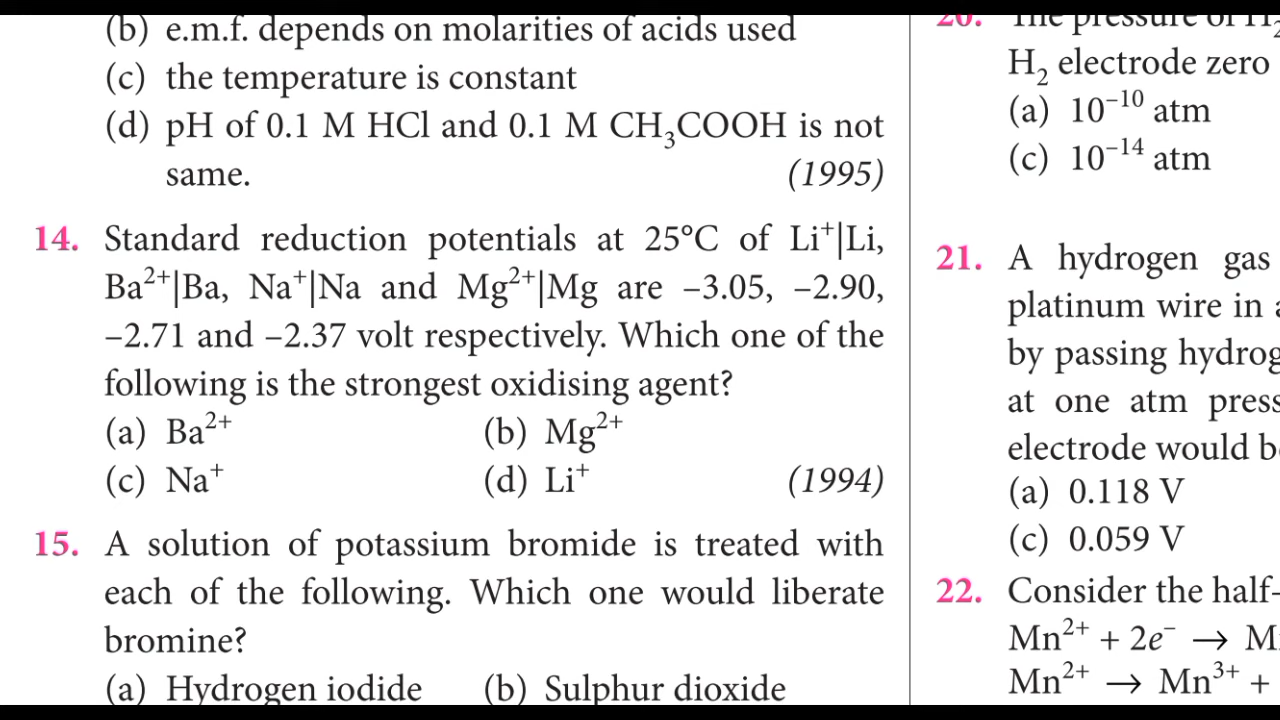 (b) e.m.f. depends on molarities of acids used
(c) the temperature is constant
(d) pH of 0.1 M HCl and 0.1 M CH₃COOH is not
same. (1995)
14. Standard reduction potentials at 25°C of Li⁺|Li,
Ba²⁺|Ba, Na⁺|Na and Mg²⁺|Mg are –3.05, –2.90,
–2.71 and –2.37 volt respectively. Which one of the
following is the strongest oxidising agent?
(a) Ba²⁺ (b) Mg²⁺
(c) Na⁺ (d) Li⁺ (1994)
15. A solution of potassium bromide is treated with
each of the following. Which one would liberate
bromine?
(a) Hydrogen iodide (b) Sulphur dioxide
20. The pressure of H₂
H₂ electrode zero
(a) 10⁻¹⁰ atm
(c) 10⁻¹⁴ atm
21. A hydrogen gas
platinum wire in
by passing hydrog
at one atm press
electrode would b
(a) 0.118 V
(c) 0.059 V
22. Consider the half-
Mn²⁺ + 2e⁻ → M
Mn²⁺ → Mn³⁺ +